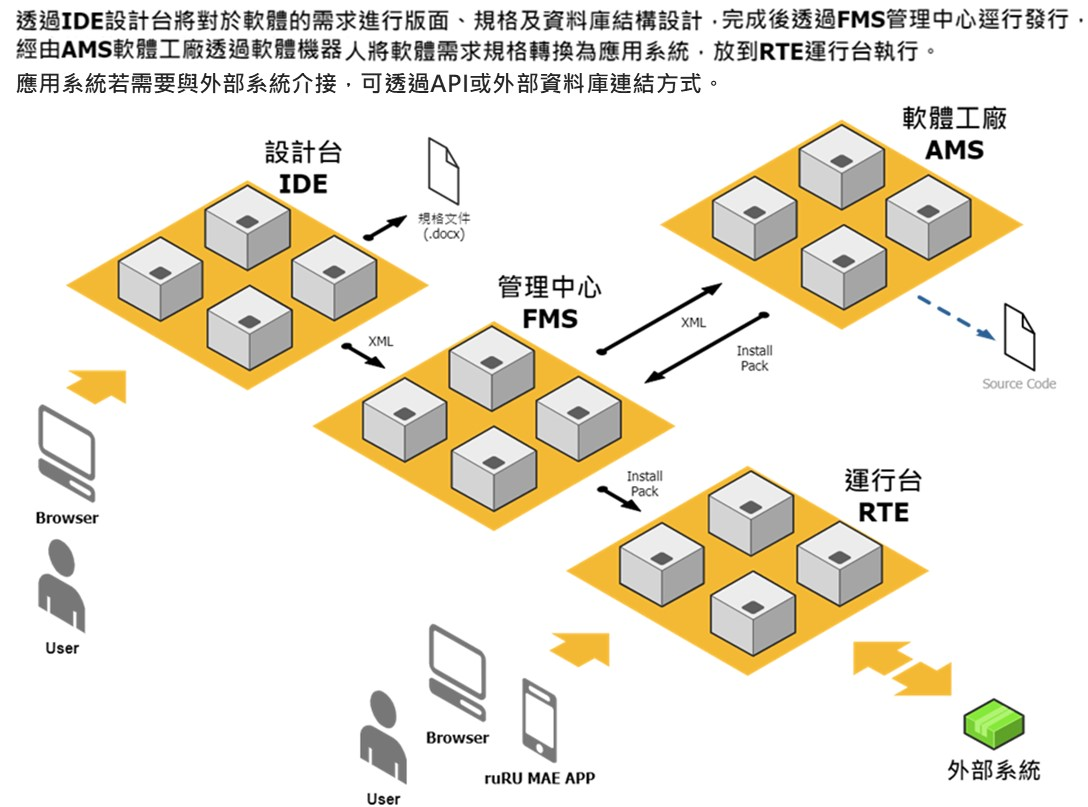 透過IDE設計台將對於軟體的需求進行版面、規格及資料庫結構設計，完成後透過FMS管理中心逕行發行，
經由AMS軟體工廠透過軟體機器人將軟體需求規格轉換為應用系統，放到RTE運行台執行。
應用系統若需要與外部系統介接，可透過API或外部資料庫連結方式。
設計台
IDE
規格文件
(.docx)
軟體工廠
AMS
管理中心
FMS
XML
XML
Install
Pack
Source Code
Browser
User
Install
Pack
運行台
RTE
Browser
ruRU MAE APP
User
外部系統